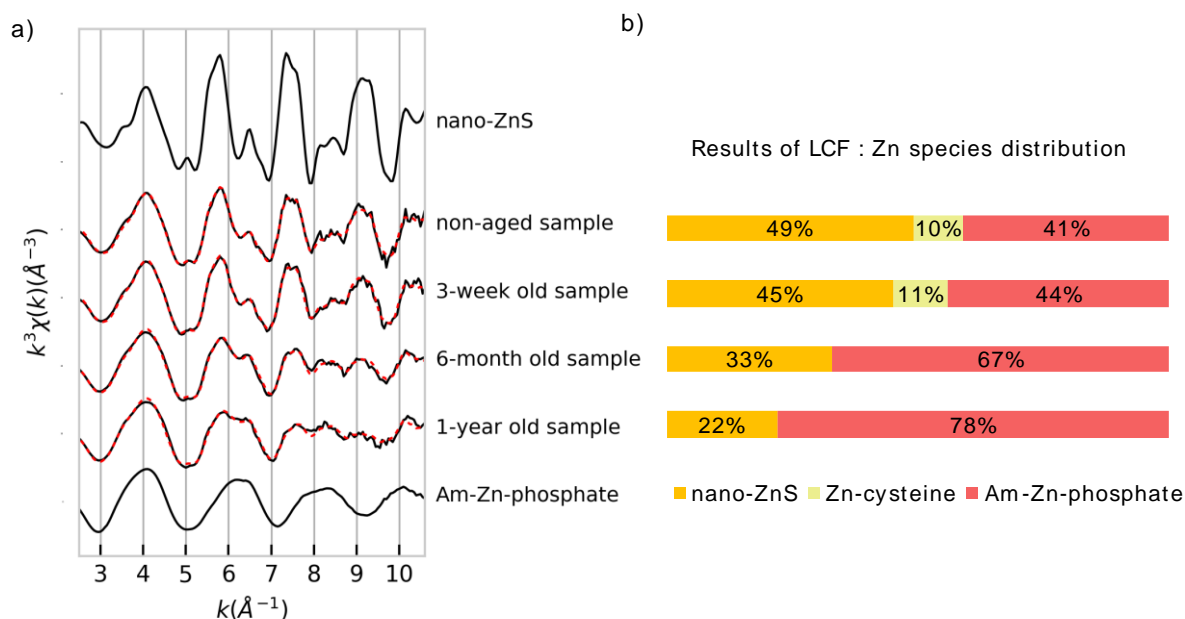 a)
nano-ZnS
non-aged sample
3-week old sample
6-month old sample
1-year old sample
Am-Zn-phosphate
k³χ(k)(Å⁻³)
3 4 5 6 7 8 9 10
k(Å⁻¹)
b)
Results of LCF : Zn species distribution
49% 10% 41%
45% 11% 44%
33% 67%
22% 78%
nano-ZnS Zn-cysteine Am-Zn-phosphate